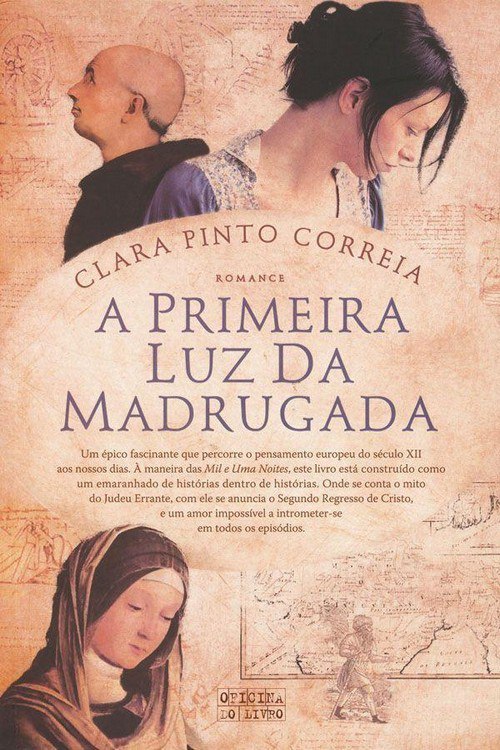 CLARA PINTO CORREIA
ROMANCE
A PRIMEIRA
LUZ DA
MADRUGADA
Um épico fascinante que percorre o pensamento europeu do século XII
aos nossos dias. À maneira das Mil e Uma Noites, este livro está construído como
um emaranhado de histórias dentro de histórias. Onde se conta o mito
do Judeu Errante, com ele se anuncia o Segundo Regresso de Cristo,
e um amor impossível a intrometer-se
em todos os episódios.
OFICINA
DO LIVRO